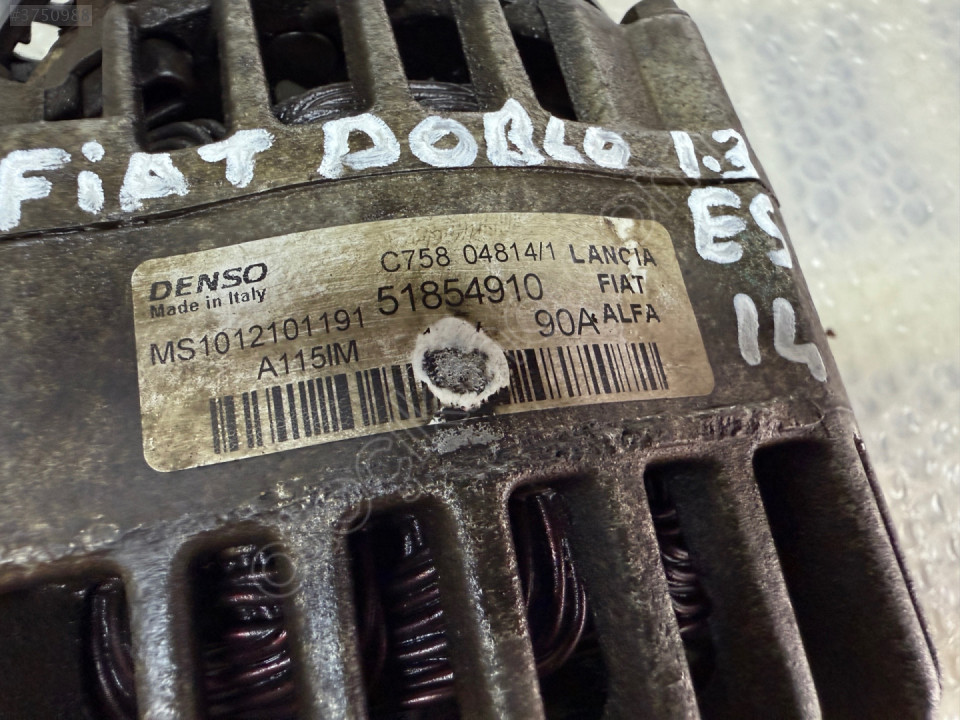 #3750988
FiAT DOBLO 1.3
ES
14
DENSO
Made in Italy
C758 04814/1
LANCIA
51854910
FIAT
MS1012101191
90A
ALFA
A115IM